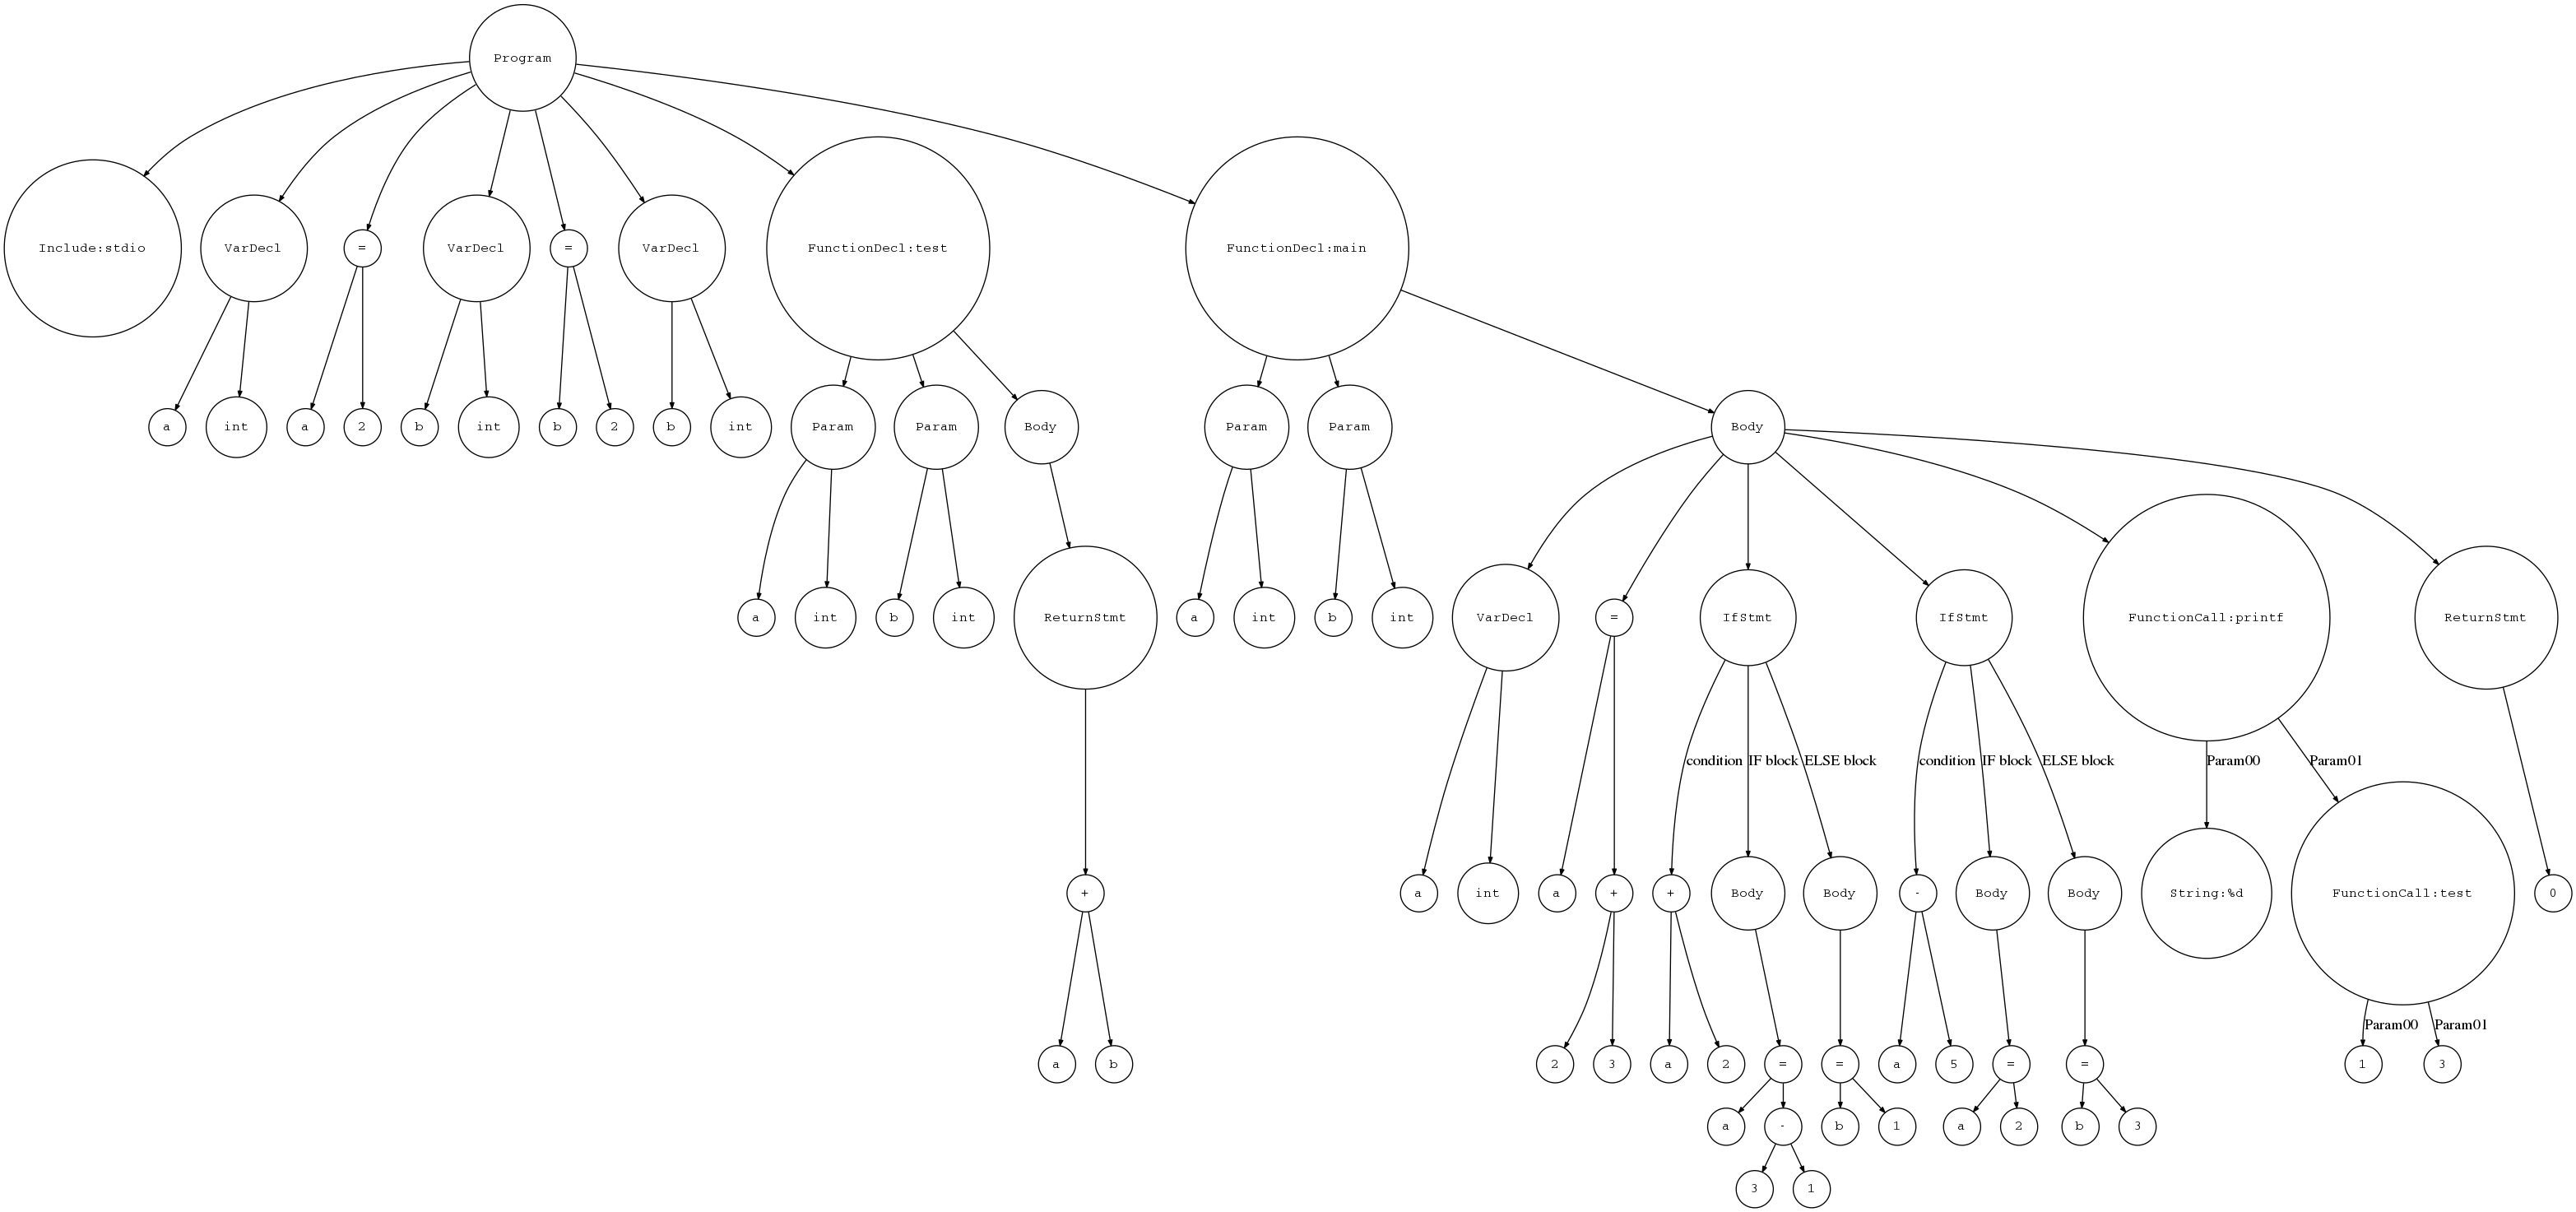 Program
Include:stdio
VarDecl
=
VarDecl
=
VarDecl
FunctionDecl:test
FunctionDecl:main
a
int
a
2
b
int
b
2
b
int
Param
Param
Body
Param
Param
Body
a
int
b
int
ReturnStmt
a
int
b
int
VarDecl
=
IfStmt
IfStmt
FunctionCall:printf
ReturnStmt
condition
IF block
ELSE block
condition
IF block
ELSE block
Param00
Param01
+
a
int
a
+
+
Body
Body
-
Body
Body
String:%d
FunctionCall:test
0
Param00
Param01
a
b
2
3
a
2
=
=
a
5
=
=
1
3
a
-
b
1
a
2
b
3
3
1